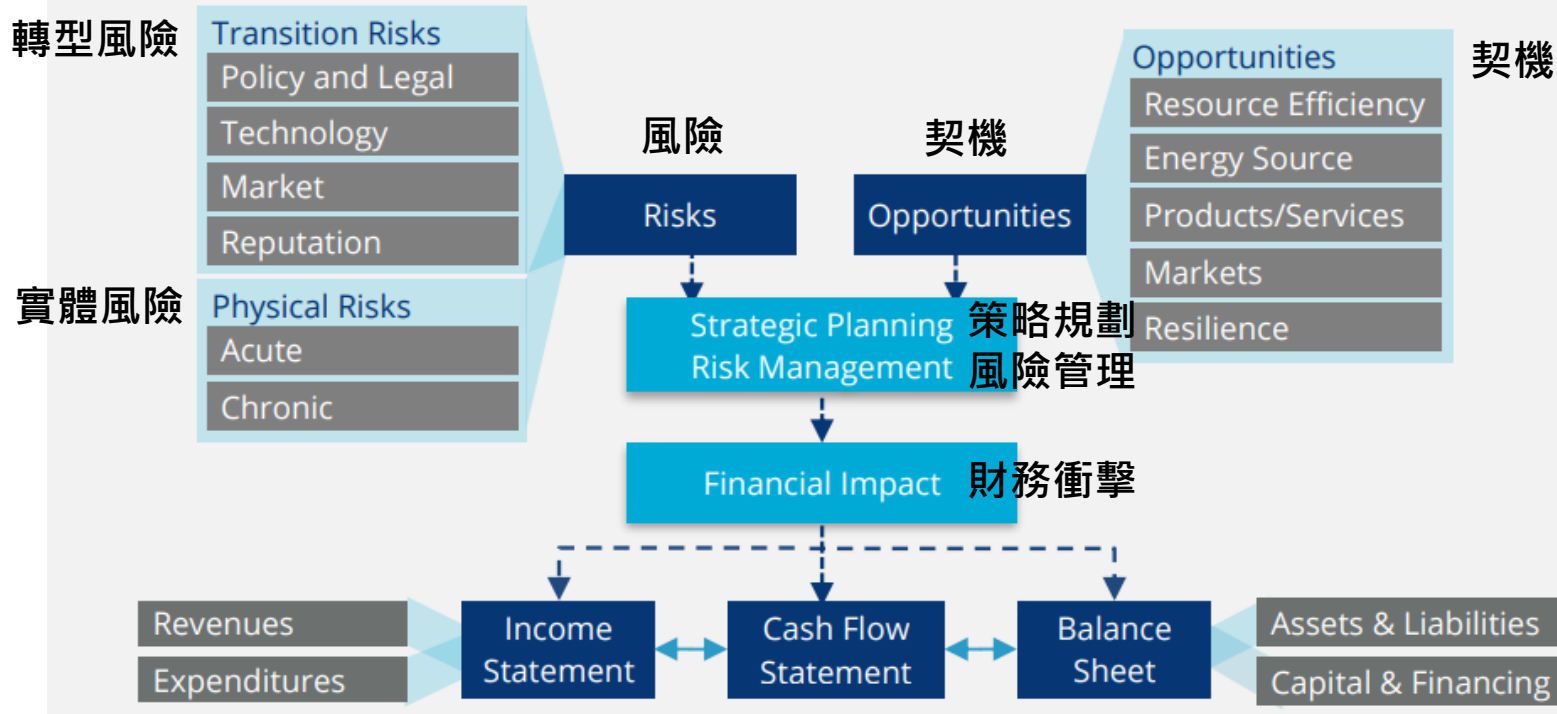 轉型風險
Transition Risks
Policy and Legal
Technology
Market
Reputation
實體風險
Physical Risks
Acute
Chronic
風險
Risks
契機
Opportunities
契機
Opportunities
Resource Efficiency
Energy Source
Products/Services
Markets
Resilience
Strategic Planning 策略規劃
Risk Management 風險管理
Financial Impact 財務衝擊
Revenues
Expenditures
Income
Statement
Cash Flow
Statement
Balance
Sheet
Assets & Liabilities
Capital & Financing